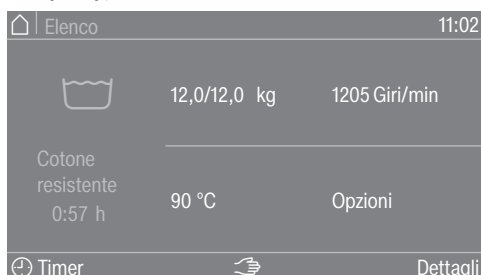 Elenco 11:02
12,0/12,0 kg 1205 Giri/min
Cotone
resistente
0:57 h
90 °C Opzioni
Timer Dettagli